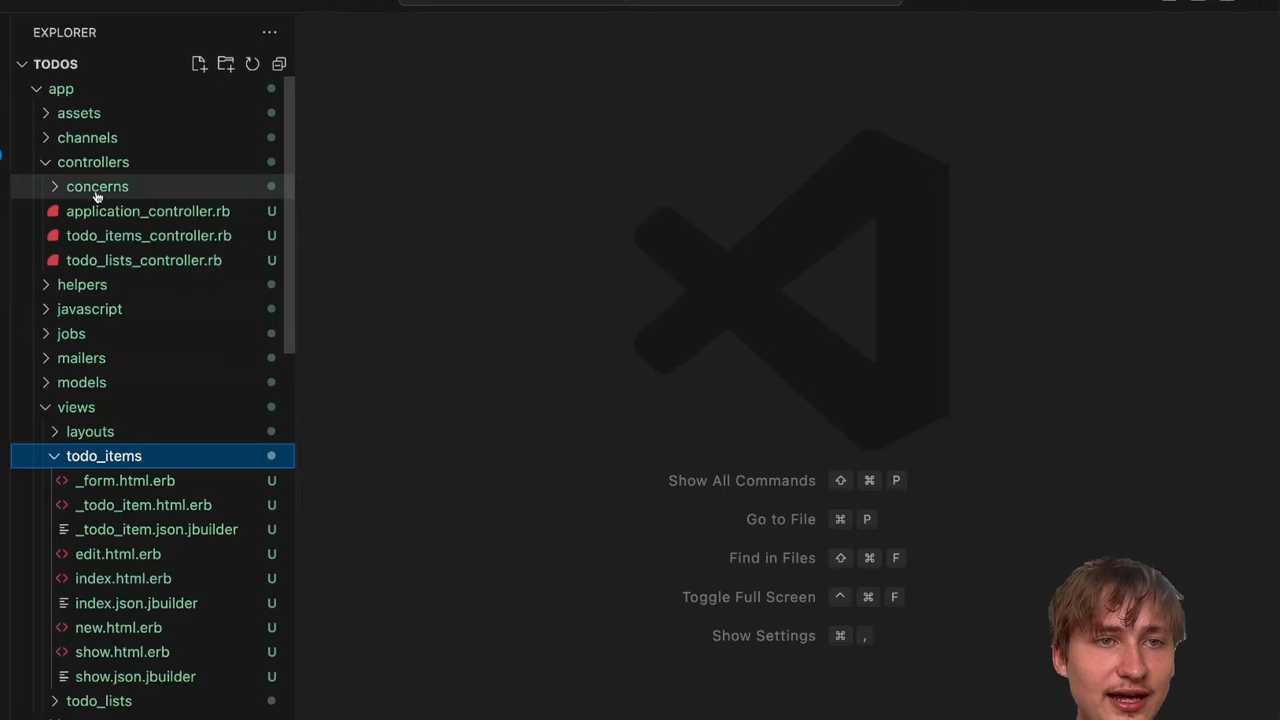 EXPLORER
TODOS
app
assets
channels
controllers
concerns
application_controller.rb U
todo_items_controller.rb U
todo_lists_controller.rb U
helpers
javascript
jobs
mailers
models
views
layouts
todo_items
_form.html.erb U
_todo_item.html.erb U
_todo_item.json.jbuilder U
edit.html.erb U
index.html.erb U
index.json.jbuilder U
new.html.erb U
show.html.erb U
show.json.jbuilder U
todo_lists
Show All Commands ⇧ ⌘ P
Go to File ⌘ P
Find in Files ⇧ ⌘ F
Toggle Full Screen ^ ⌘ F
Show Settings ⌘ ,